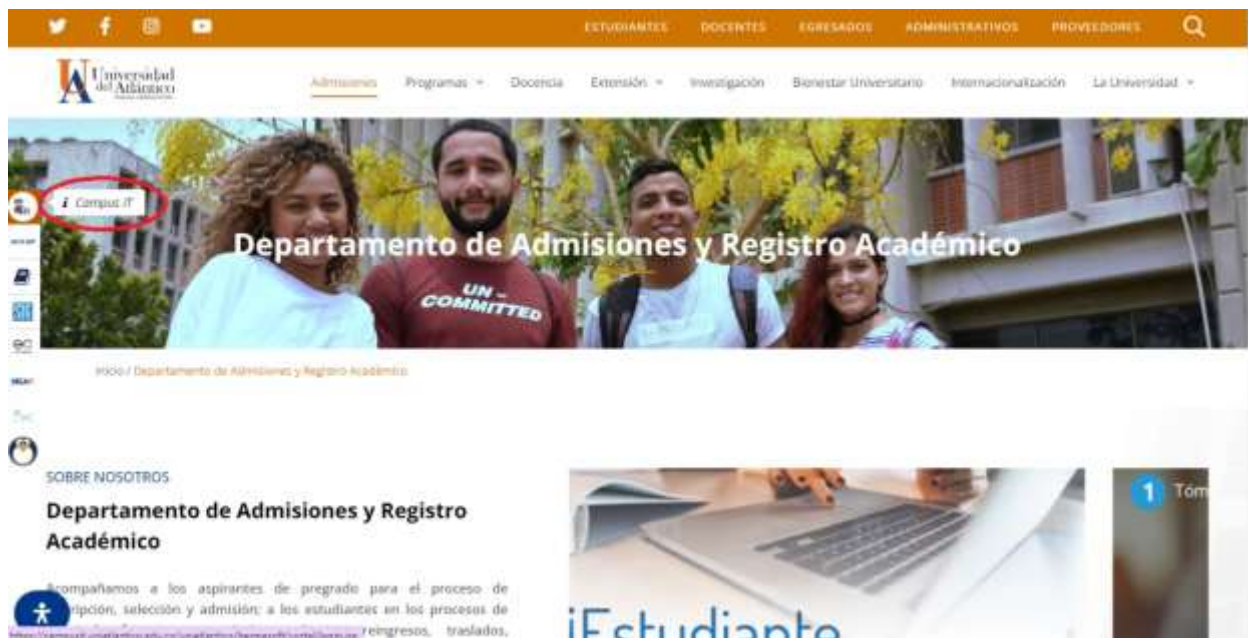 ESTUDIANTES DOCENTES EGRESADOS ADMINISTRATIVOS PROVEEDORES
Universidad
del Atlántico
Admisiones Programas Docencia Extensión Investigación Bienestar Universitario Internacionalización La Universidad
i Campus IT
Departamento de Admisiones y Registro Académico
UN -
COMMITTED
Inicio / Departamento de Admisiones y Registro Académico
SOBRE NOSOTROS
Departamento de Admisiones y Registro
Académico
Acompañamos a los aspirantes de pregrado para el proceso de
selección y admisión; a los estudiantes en los procesos de
reingresos, traslados,
iEstudiante
1 Tóm